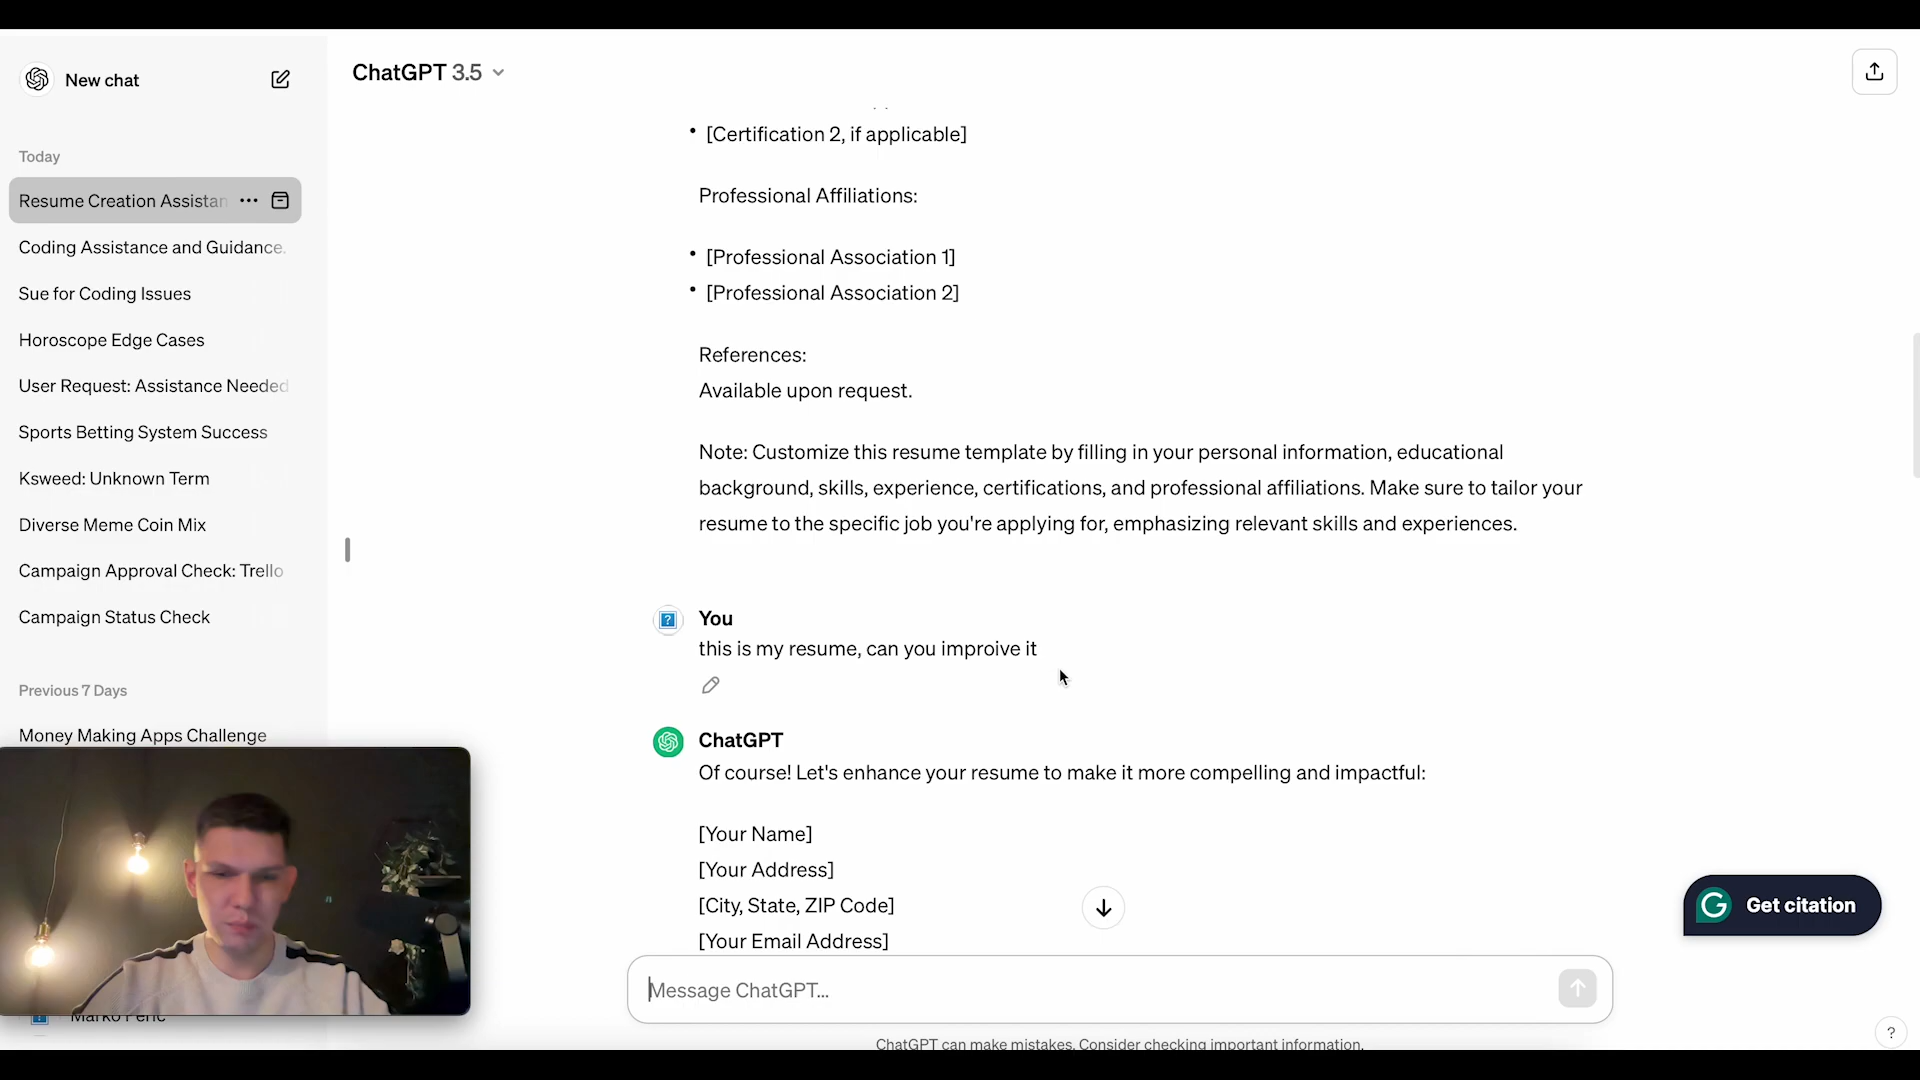 New chat
ChatGPT 3.5
Today
Resume Creation Assistan
Coding Assistance and Guidance.
Sue for Coding Issues
Horoscope Edge Cases
User Request: Assistance Needed
Sports Betting System Success
Ksweed: Unknown Term
Diverse Meme Coin Mix
Campaign Approval Check: Trello
Campaign Status Check
Previous 7 Days
Money Making Apps Challenge
Marko Peric
• [Certification 2, if applicable]
Professional Affiliations:
• [Professional Association 1]
• [Professional Association 2]
References:
Available upon request.
Note: Customize this resume template by filling in your personal information, educational
background, skills, experience, certifications, and professional affiliations. Make sure to tailor your
resume to the specific job you're applying for, emphasizing relevant skills and experiences.
You
this is my resume, can you improive it
ChatGPT
Of course! Let's enhance your resume to make it more compelling and impactful:
[Your Name]
[Your Address]
[City, State, ZIP Code]
[Your Email Address]
Get citation
Message ChatGPT...
ChatGPT can make mistakes. Consider checking important information.
?